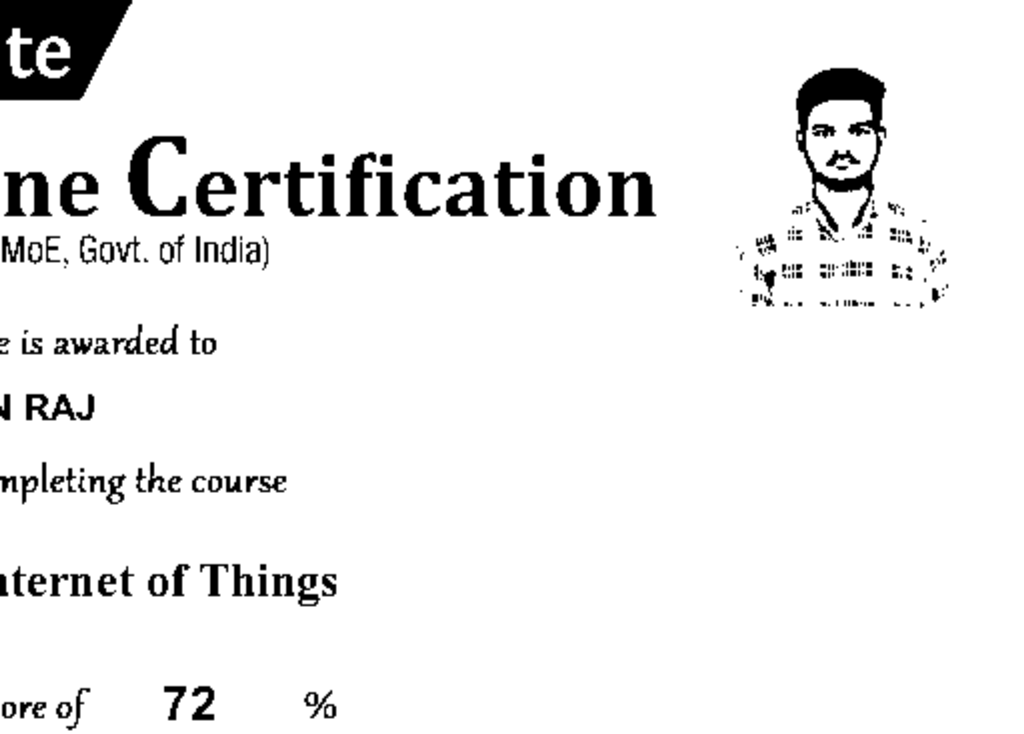 te
ne Certification
MoE, Govt. of India)
e is awarded to
N RAJ
mpleting the course
nternet of Things
ore of 72 %